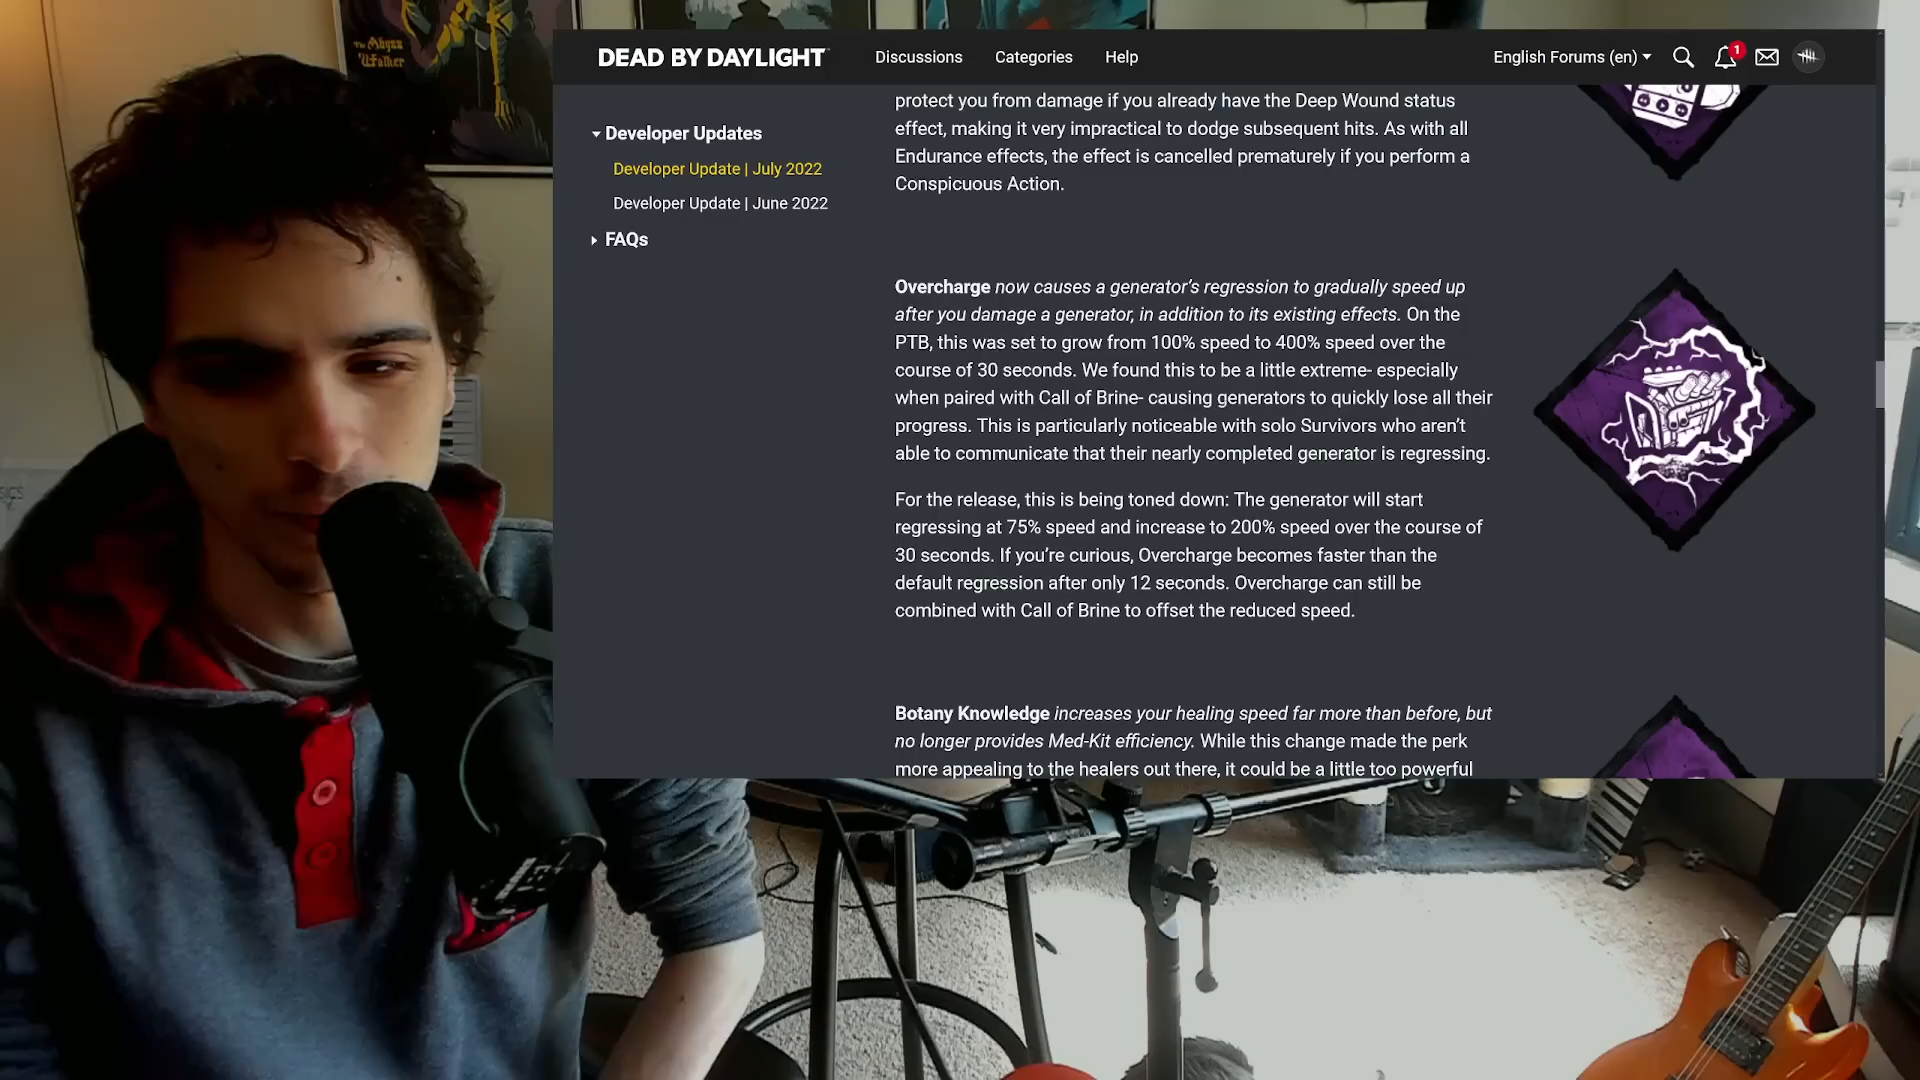 The Abyss
Walker
DEAD BY DAYLIGHT
Discussions
Categories
Help
English Forums (en)
1
Developer Updates
Developer Update | July 2022
Developer Update | June 2022
FAQs
protect you from damage if you already have the Deep Wound status
effect, making it very impractical to dodge subsequent hits. As with all
Endurance effects, the effect is cancelled prematurely if you perform a
Conspicuous Action.
Overcharge now causes a generator’s regression to gradually speed up
after you damage a generator, in addition to its existing effects. On the
PTB, this was set to grow from 100% speed to 400% speed over the
course of 30 seconds. We found this to be a little extreme- especially
when paired with Call of Brine- causing generators to quickly lose all their
progress. This is particularly noticeable with solo Survivors who aren’t
able to communicate that their nearly completed generator is regressing.
For the release, this is being toned down: The generator will start
regressing at 75% speed and increase to 200% speed over the course of
30 seconds. If you’re curious, Overcharge becomes faster than the
default regression after only 12 seconds. Overcharge can still be
combined with Call of Brine to offset the reduced speed.
Botany Knowledge increases your healing speed far more than before, but
no longer provides Med-Kit efficiency. While this change made the perk
more appealing to the healers out there, it could be a little too powerful